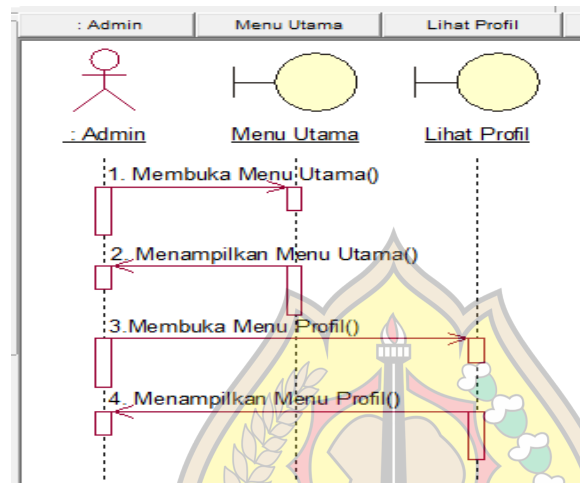 : Admin
Menu Utama
Lihat Profil
: Admin
Menu Utama
Lihat Profil
1. Membuka Menu Utama()
2. Menampilkan Menu Utama()
3.Membuka Menu Profil()
4. Menampilkan Menu Profil()